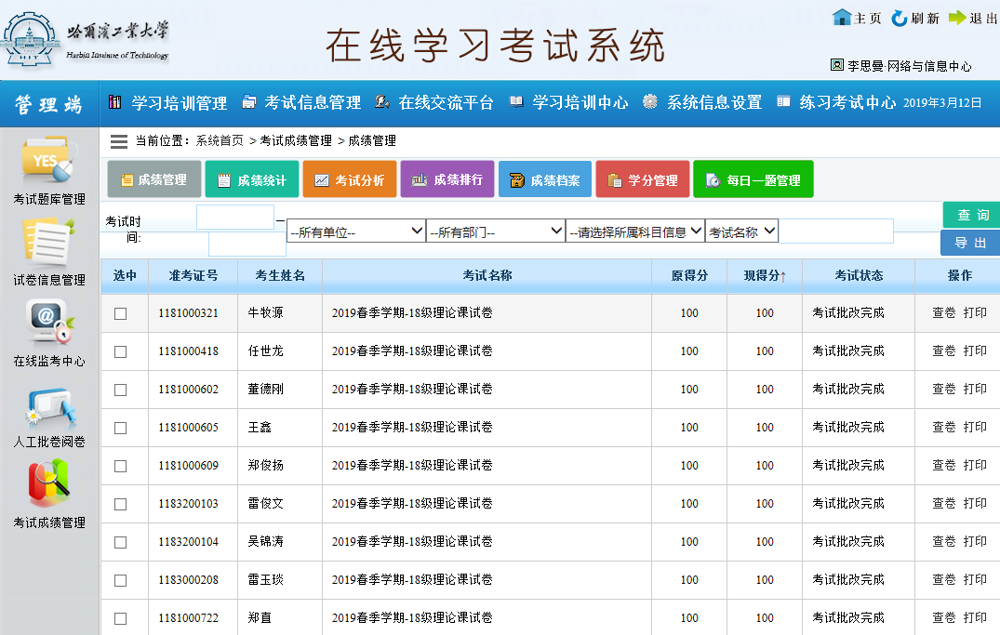 哈爾濱工業大学
Harbin Institute of Technology
HIT
在线学习考试系统
主页 刷新 退出
李思曼·网络与信息中心
管理端 学习培训管理 考试信息管理 在线交流平台 学习培训中心 系统信息设置 练习考试中心 2019年3月12日
当前位置：系统首页 >考试成绩管理 >成绩管理
成绩管理 成绩统计 考试分析 成绩排行 成绩档案 学分管理 每日一题管理
YES
考试题库管理
试卷信息管理
@
在线监考中心
人工批卷阅卷
考试成绩管理
考试时间: — --所有单位-- --所有部门-- --请选择所属科目信息 考试名称 查 询
导 出
选中 准考证号 考生姓名 考试名称 原得分 现得分↑ 考试状态 操作
1181000321 牛牧源 2019春季学期-18级理论课试卷 100 100 考试批改完成 查卷 打印
1181000418 任世龙 2019春季学期-18级理论课试卷 100 100 考试批改完成 查卷 打印
1181000602 董德刚 2019春季学期-18级理论课试卷 100 100 考试批改完成 查卷 打印
1181000605 王鑫 2019春季学期-18级理论课试卷 100 100 考试批改完成 查卷 打印
1181000609 郑俊扬 2019春季学期-18级理论课试卷 100 100 考试批改完成 查卷 打印
1183200103 雷俊文 2019春季学期-18级理论课试卷 100 100 考试批改完成 查卷 打印
1183200104 吴锦涛 2019春季学期-18级理论课试卷 100 100 考试批改完成 查卷 打印
1183000208 雷玉琰 2019春季学期-18级理论课试卷 100 100 考试批改完成 查卷 打印
1181000722 郑直 2019春季学期-18级理论课试卷 100 100 考试批改完成 查卷 打印